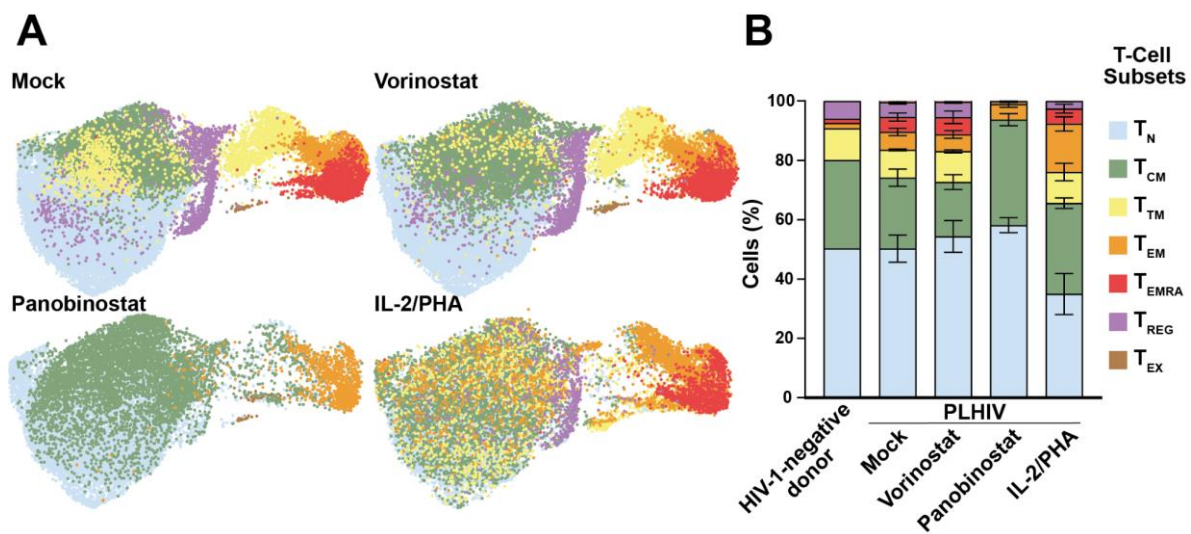 A
B
Mock
Vorinostat
Panobinostat
IL-2/PHA
Cells (%)
100
80
60
40
20
0
PLHIV
HIV-1-negative
donor
Mock
Vorinostat
Panobinostat
IL-2/PHA
T-Cell
Subsets
TN
TCM
TTM
TEM
TEMRA
TREG
TEX